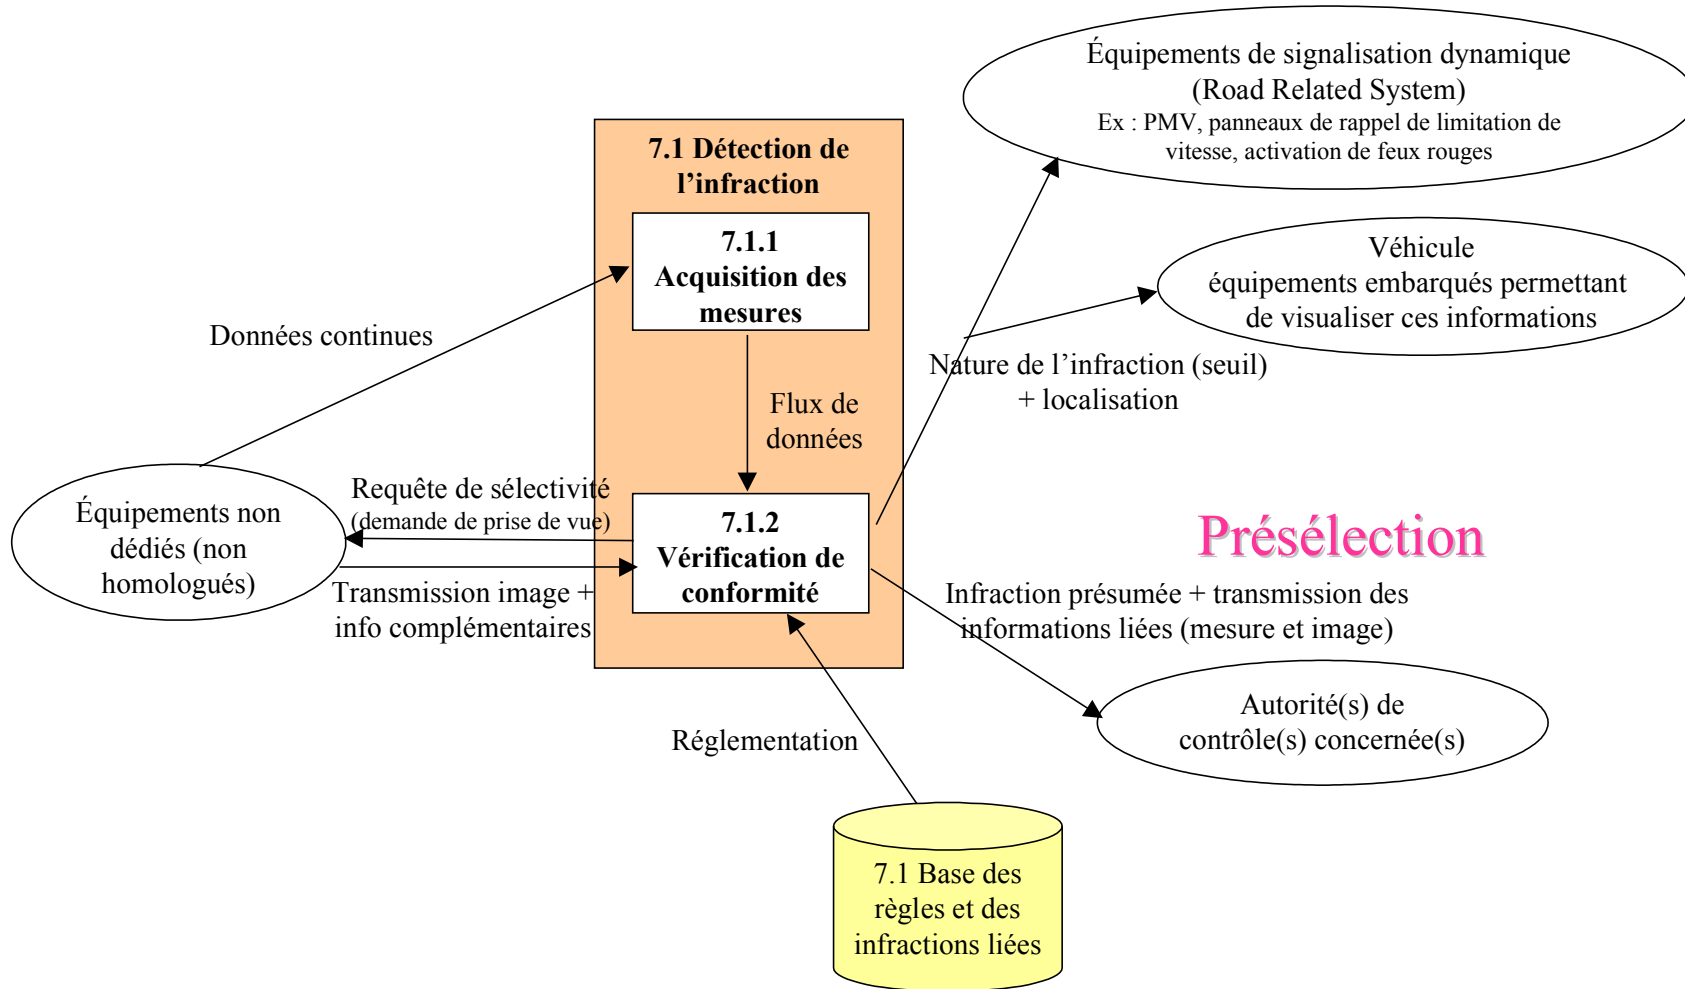 Équipements de signalisation dynamique
(Road Related System)
Ex : PMV, panneaux de rappel de limitation de
vitesse, activation de feux rouges
7.1 Détection de
l’infraction
7.1.1
Acquisition des
mesures
Véhicule
équipements embarqués permettant
de visualiser ces informations
Données continues
Nature de l’infraction (seuil)
+ localisation
Flux de
données
Équipements non
dédiés (non
homologués)
Requête de sélectivité
(demande de prise de vue)
7.1.2
Vérification de
conformité
Présélection
Transmission image +
info complémentaires
Infraction présumée + transmission des
informations liées (mesure et image)
Autorité(s) de
contrôle(s) concernée(s)
Réglementation
7.1 Base des
règles et des
infractions liées